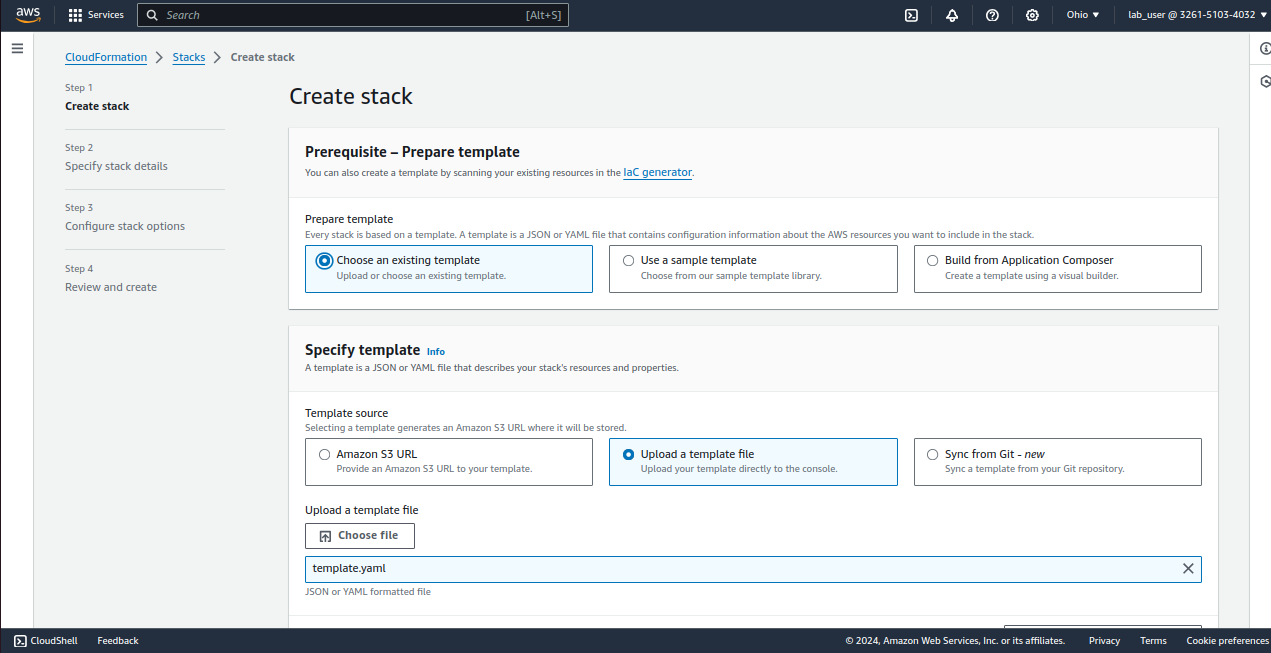 aws Services Search [Alt+S] Ohio lab_user @ 3261-5103-4032
CloudFormation Stacks Create stack
Step 1
Create stack
Step 2
Specify stack details
Step 3
Configure stack options
Step 4
Review and create
Create stack
Prerequisite – Prepare template
You can also create a template by scanning your existing resources in the IaC generator.
Prepare template
Every stack is based on a template. A template is a JSON or YAML file that contains configuration information about the AWS resources you want to include in the stack.
Choose an existing template
Upload or choose an existing template.
Use a sample template
Choose from our sample template library.
Build from Application Composer
Create a template using a visual builder.
Specify template Info
A template is a JSON or YAML file that describes your stack's resources and properties.
Template source
Selecting a template generates an Amazon S3 URL where it will be stored.
Amazon S3 URL
Provide an Amazon S3 URL to your template.
Upload a template file
Upload your template directly to the console.
Sync from Git - new
Sync a template from your Git repository.
Upload a template file
Choose file
template.yaml
JSON or YAML formatted file
CloudShell Feedback © 2024, Amazon Web Services, Inc. or its affiliates. Privacy Terms Cookie preferences